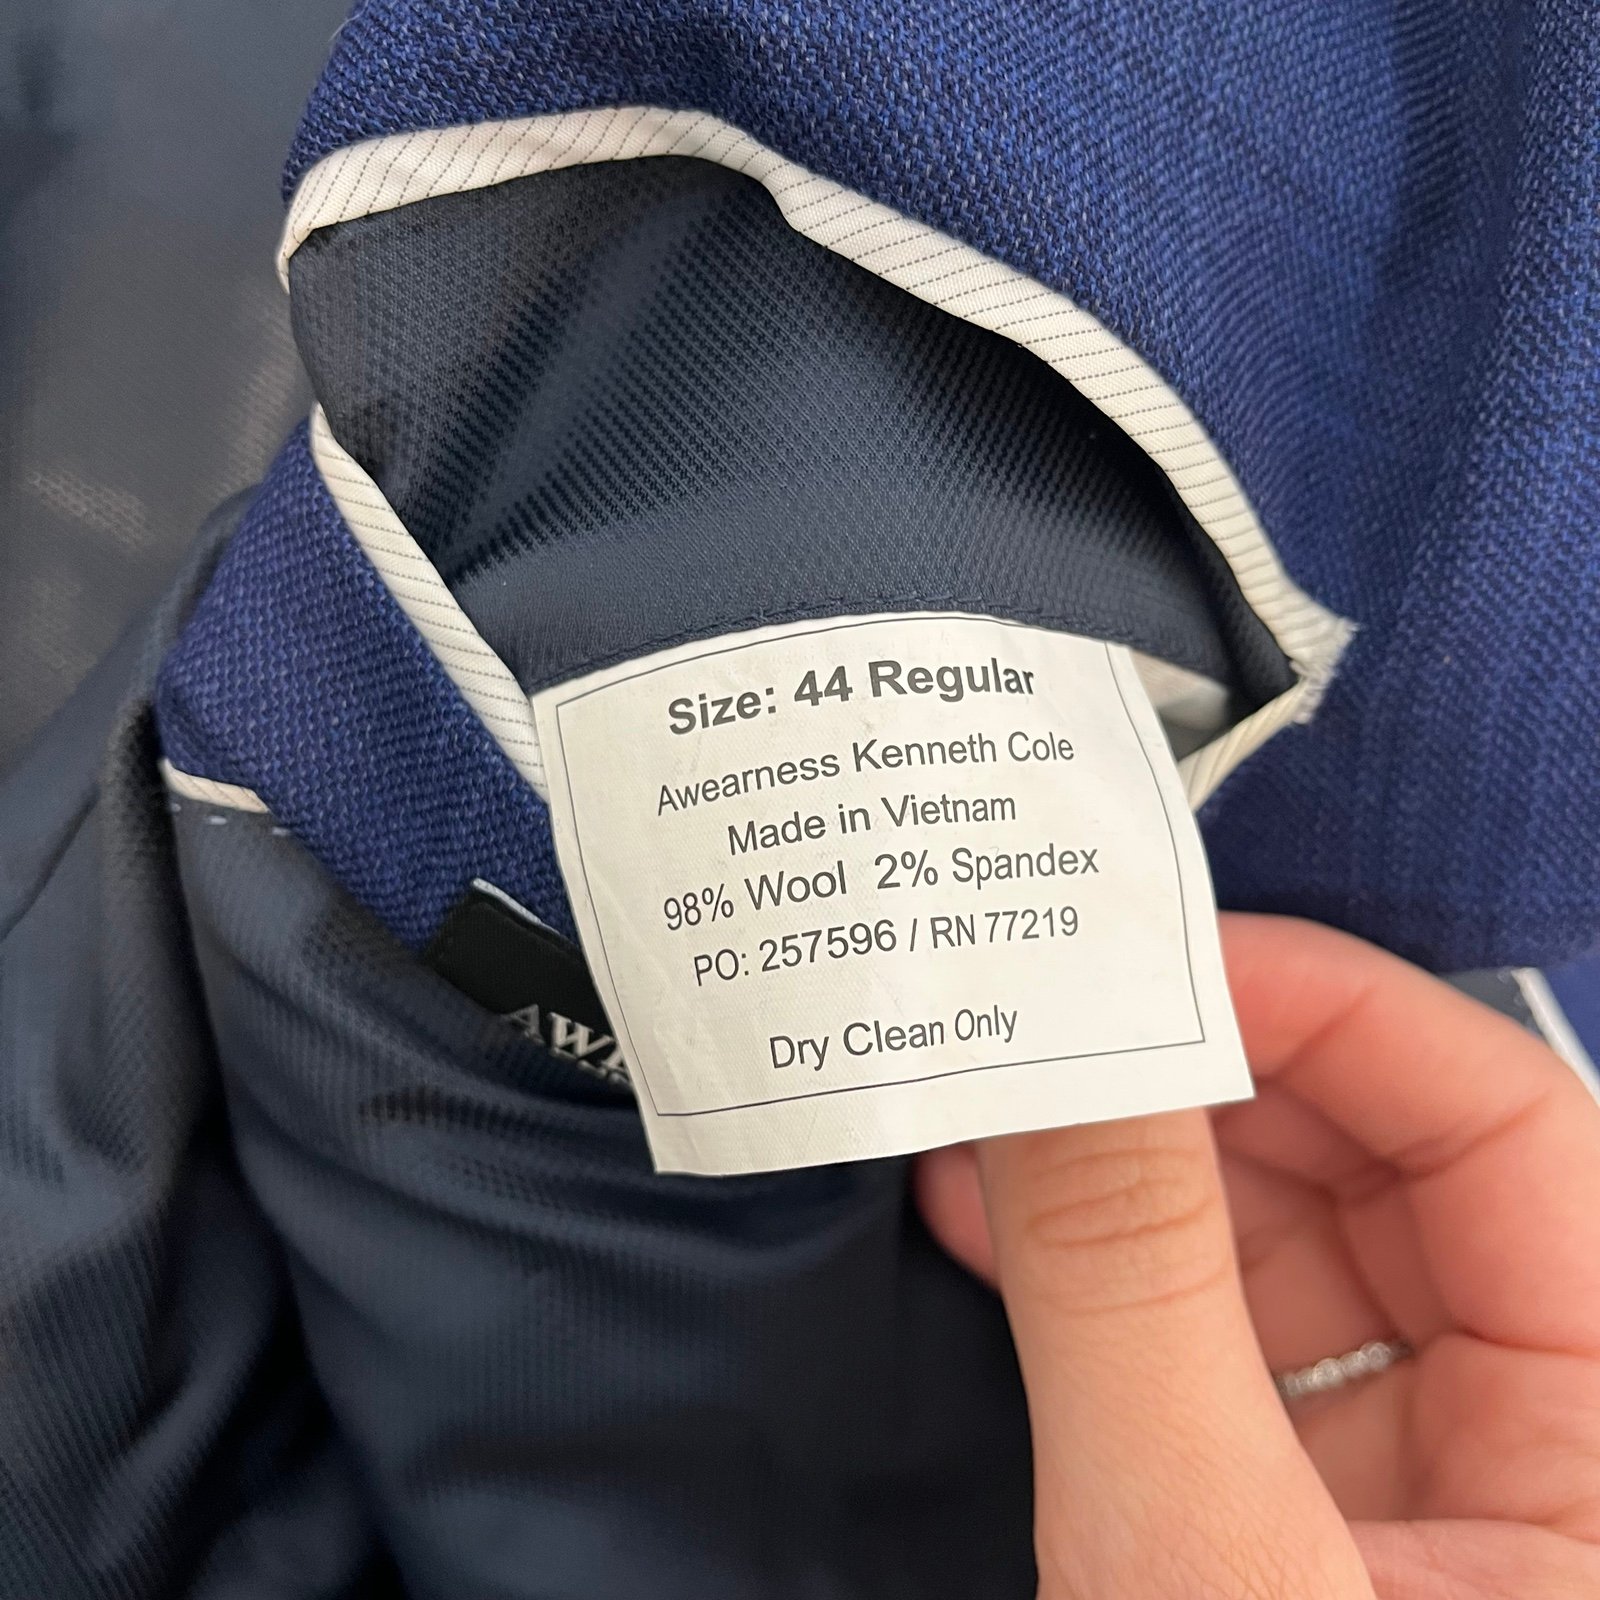 Size: 44 Regular
Awearness Kenneth Cole
Made in Vietnam
98% Wool 2% Spandex
PO: 257596 / RN 77219
Dry Clean Only